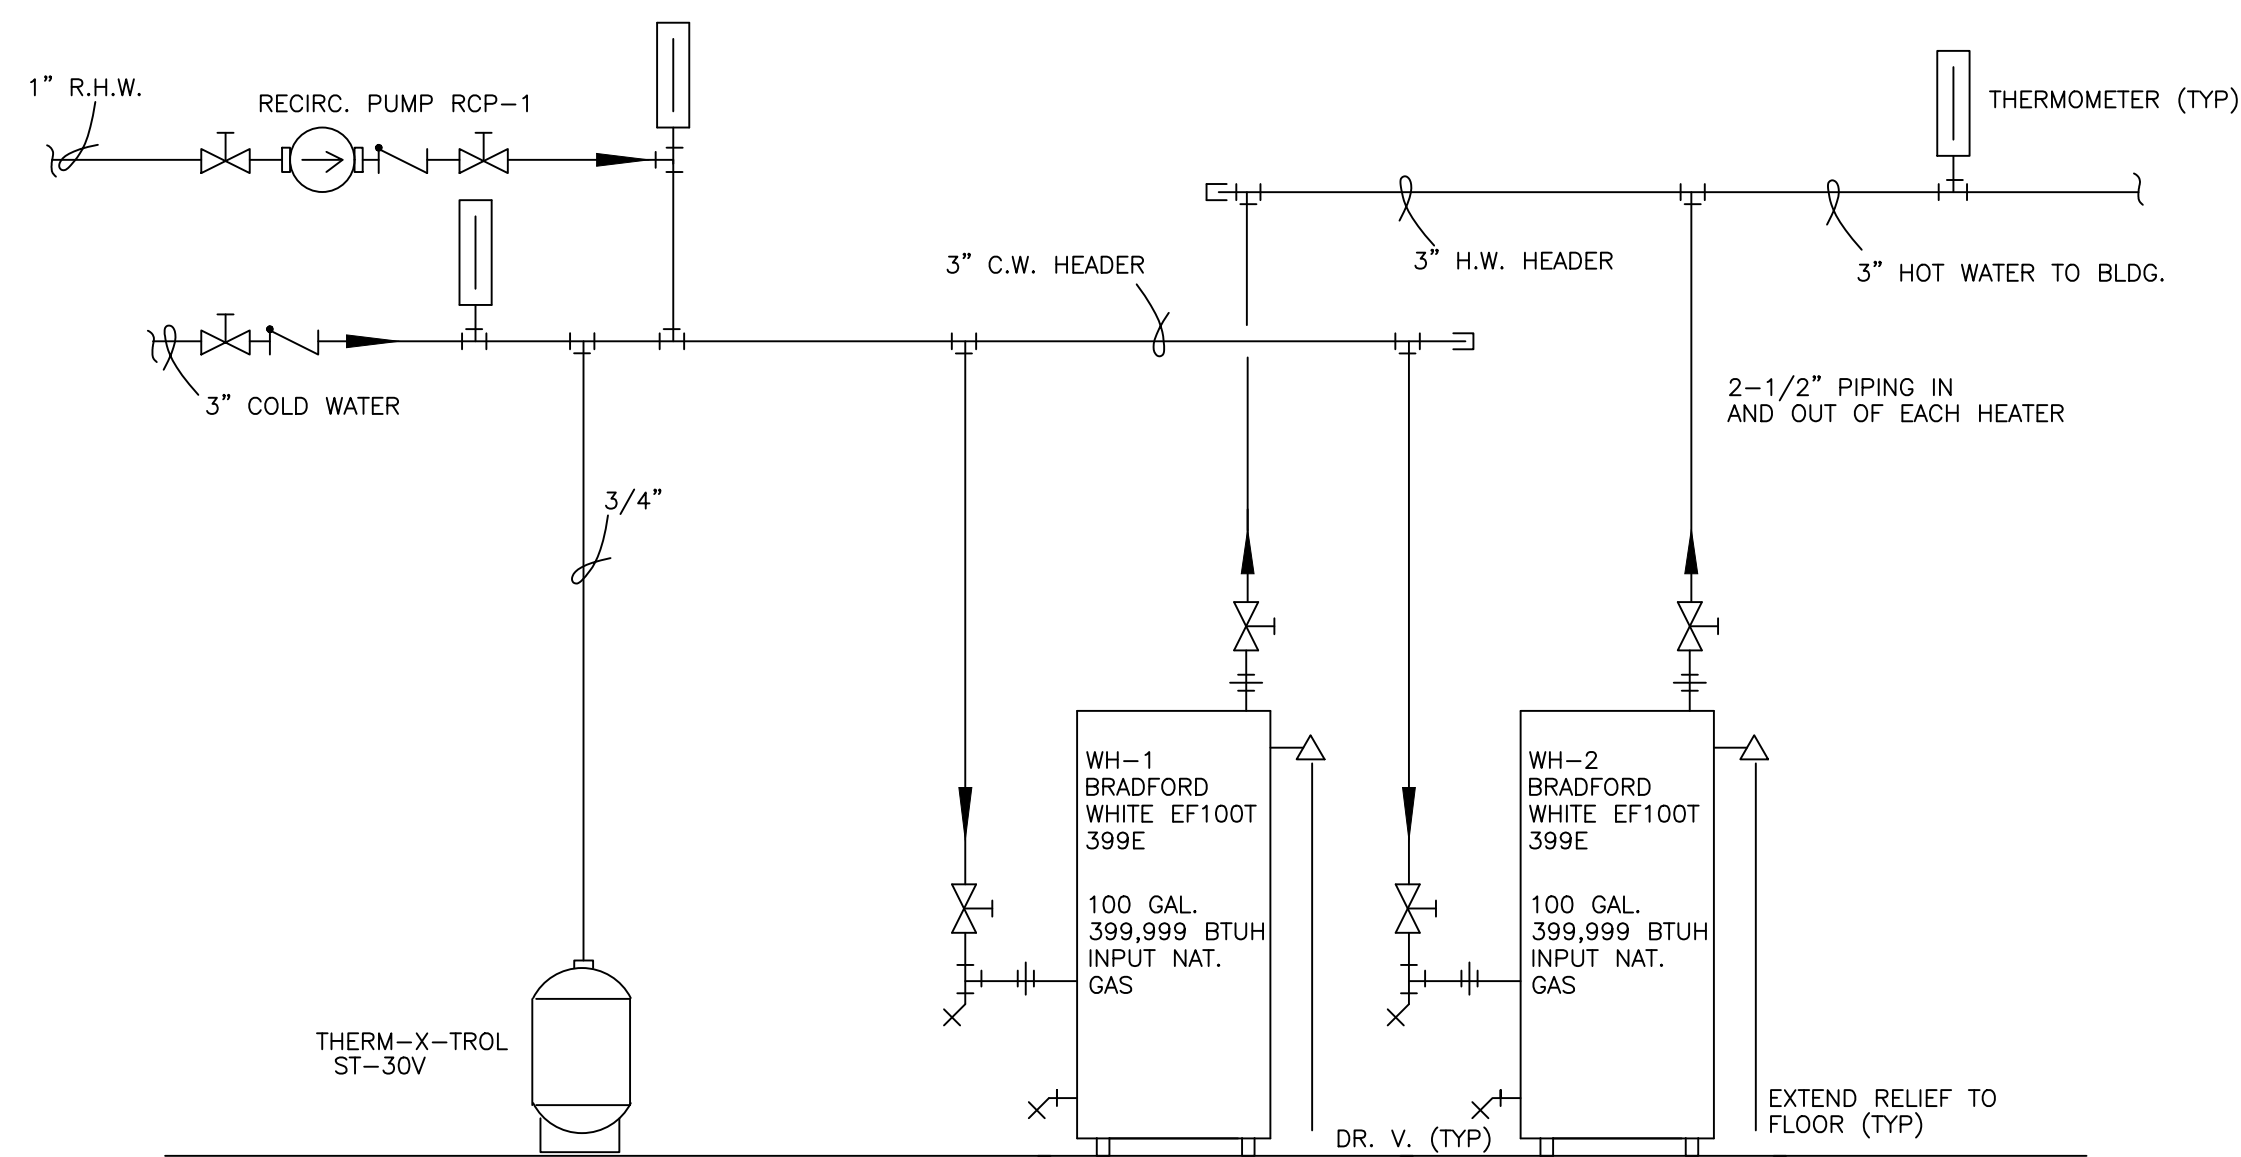 1” R.H.W.
RECIRC. PUMP RCP-1
THERMOMETER (TYP)
3” C.W. HEADER
3” H.W. HEADER
3” HOT WATER TO BLDG.
3” COLD WATER
2-1/2” PIPING IN
AND OUT OF EACH HEATER
3/4”
WH-1
BRADFORD
WHITE EF100T
399E
100 GAL.
399,999 BTUH
INPUT NAT.
GAS
WH-2
BRADFORD
WHITE EF100T
399E
100 GAL.
399,999 BTUH
INPUT NAT.
GAS
THERM-X-TROL
ST-30V
DR. V. (TYP)
EXTEND RELIEF TO
FLOOR (TYP)